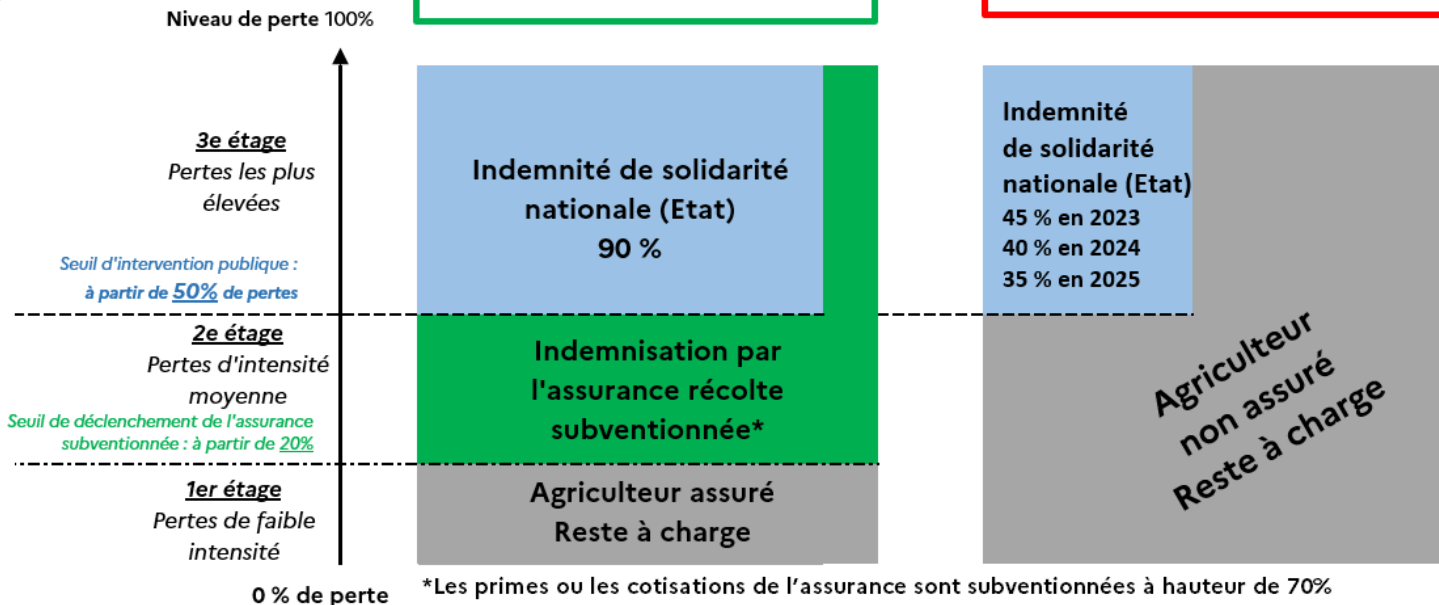 Niveau de perte 100%
3e étage
Pertes les plus
élevées
Seuil d'intervention publique :
à partir de 50% de pertes
2e étage
Pertes d'intensité
moyenne
Seuil de déclenchement de l'assurance
subventionnée : à partir de 20%
1er étage
Pertes de faible
intensité
0 % de perte
Indemnité de solidarité
nationale (Etat)
90 %
Indemnisation par
l'assurance récolte
subventionnée*
Agriculteur assuré
Reste à charge
Indemnité
de solidarité
nationale (Etat)
45 % en 2023
40 % en 2024
35 % en 2025
Agriculteur
non assuré
Reste à charge
*Les primes ou les cotisations de l'assurance sont subventionnées à hauteur de 70%